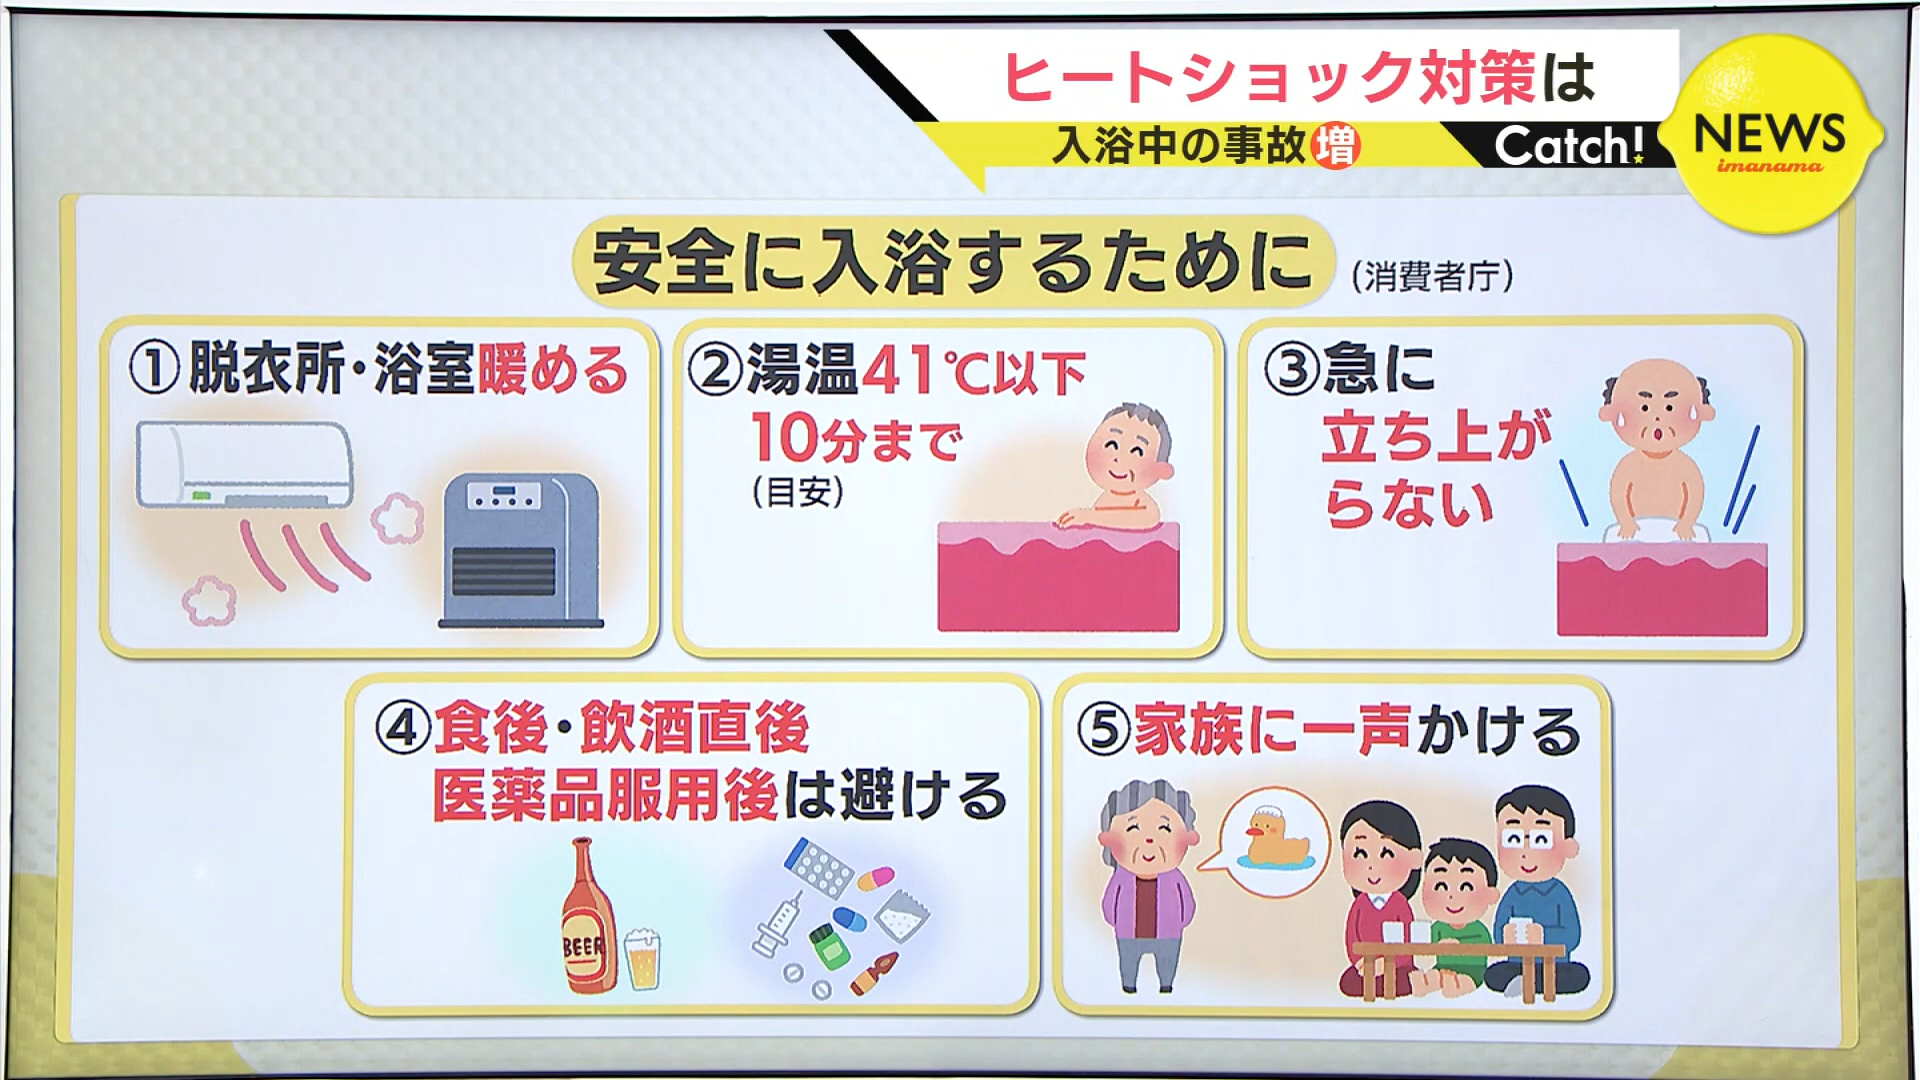 ヒートショック対策は
入浴中の事故増
Catch!
NEWS
imanama
安全に入浴するために
(消費者庁)
①脱衣所・浴室暖める
②湯温41℃以下
10分まで
(目安)
③急に
立ち上が
らない
④食後・飲酒直後
医薬品服用後は避ける
BEER
⑤家族に一声かける